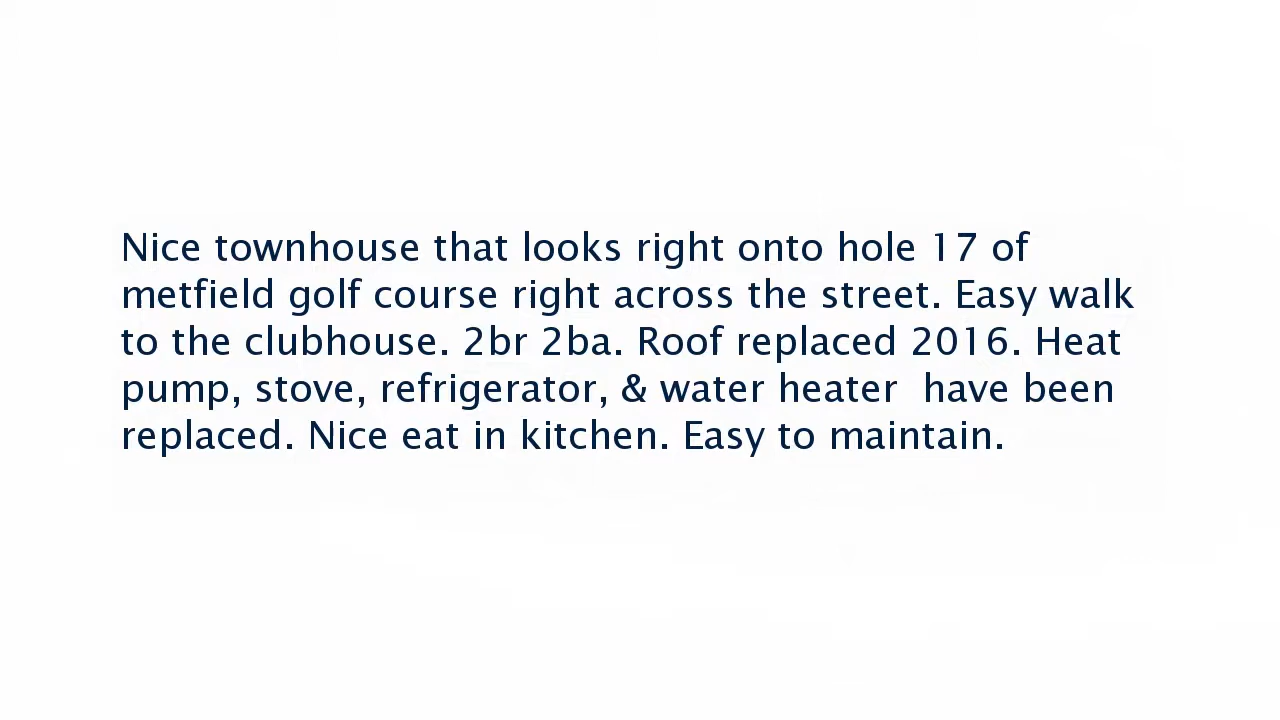 Nice townhouse that looks right onto hole 17 of
metfield golf course right across the street. Easy walk
to the clubhouse. 2br 2ba. Roof replaced 2016. Heat
pump, stove, refrigerator, & water heater  have been
replaced. Nice eat in kitchen. Easy to maintain.